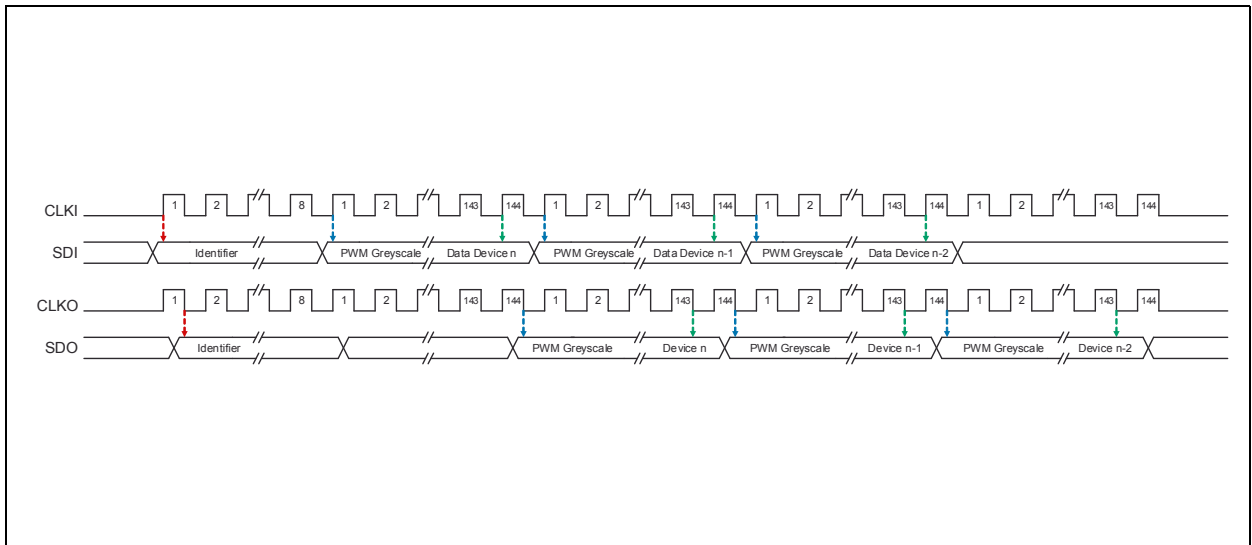 1 2 8 1 2 143 144 1 2 143 144 1 2 143 144 1 2 143 144
CLKI
SDI Identifier PWM Greyscale Data Device n PWM Greyscale Data Device n-1 PWM Greyscale Data Device n-2
CLKO 1 2 8 1 2 143 144 1 2 143 144 1 2 143 144 1 2 143 144
SDO Identifier PWM Greyscale Device n PWM Greyscale Device n-1 PWM Greyscale Device n-2